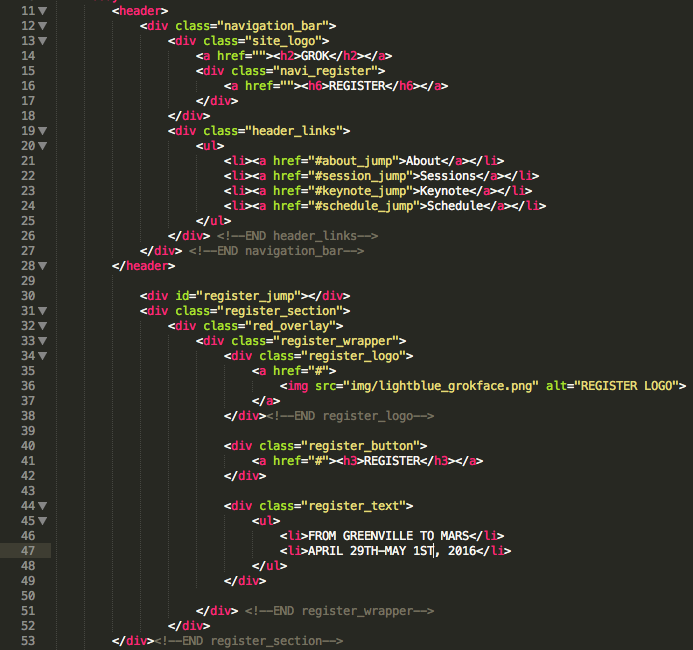 11 <header>
12 <div class="navigation_bar">
13 <div class="site_logo">
14 <a href=""><h2>GROK</h2></a>
15 <div class="navi_register">
16 <a href=""><h6>REGISTER</h6></a>
17 </div>
18 </div>
19 <div class="header_links">
20 <ul>
21 <li><a href="#about_jump">About</a></li>
22 <li><a href="#session_jump">Sessions</a></li>
23 <li><a href="#keynote_jump">Keynote</a></li>
24 <li><a href="#schedule_jump">Schedule</a></li>
25 </ul>
26 </div> <!--END header_links-->
27 </div> <!--END navigation_bar-->
28 </header>
29
30 <div id="register_jump"></div>
31 <div class="register_section">
32 <div class="red_overlay">
33 <div class="register_wrapper">
34 <div class="register_logo">
35 <a href="#">
36 <img src="img/lightblue_grokface.png" alt="REGISTER LOGO">
37 </a>
38 </div><!--END register_logo-->
39
40 <div class="register_button">
41 <a href="#"><h3>REGISTER</h3></a>
42 </div>
43
44 <div class="register_text">
45 <ul>
46 <li>FROM GREENVILLE TO MARS</li>
47 <li>APRIL 29TH-MAY 1ST, 2016</li>
48 </ul>
49 </div>
50
51 </div> <!--END register_wrapper-->
52 </div>
53 </div><!--END register_section-->